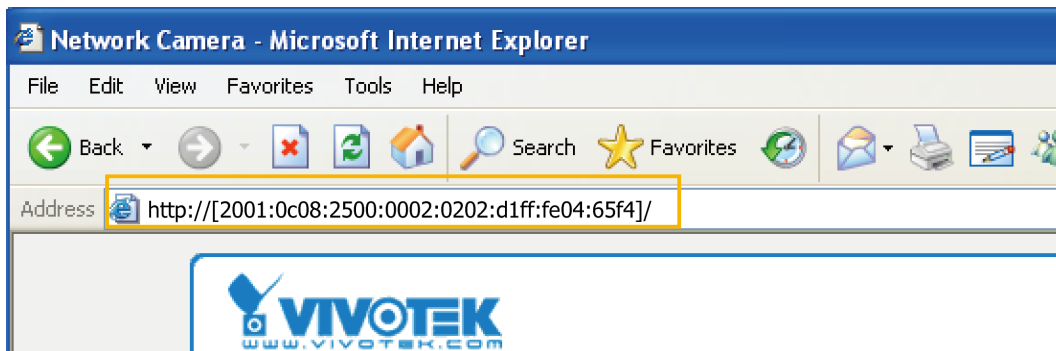 Network Camera - Microsoft Internet Explorer
File Edit View Favorites Tools Help
Back Search Favorites
Address http://[2001:0c08:2500:0002:0202:d1ff:fe04:65f4]/
VIVOTEK
www.vivotek.com